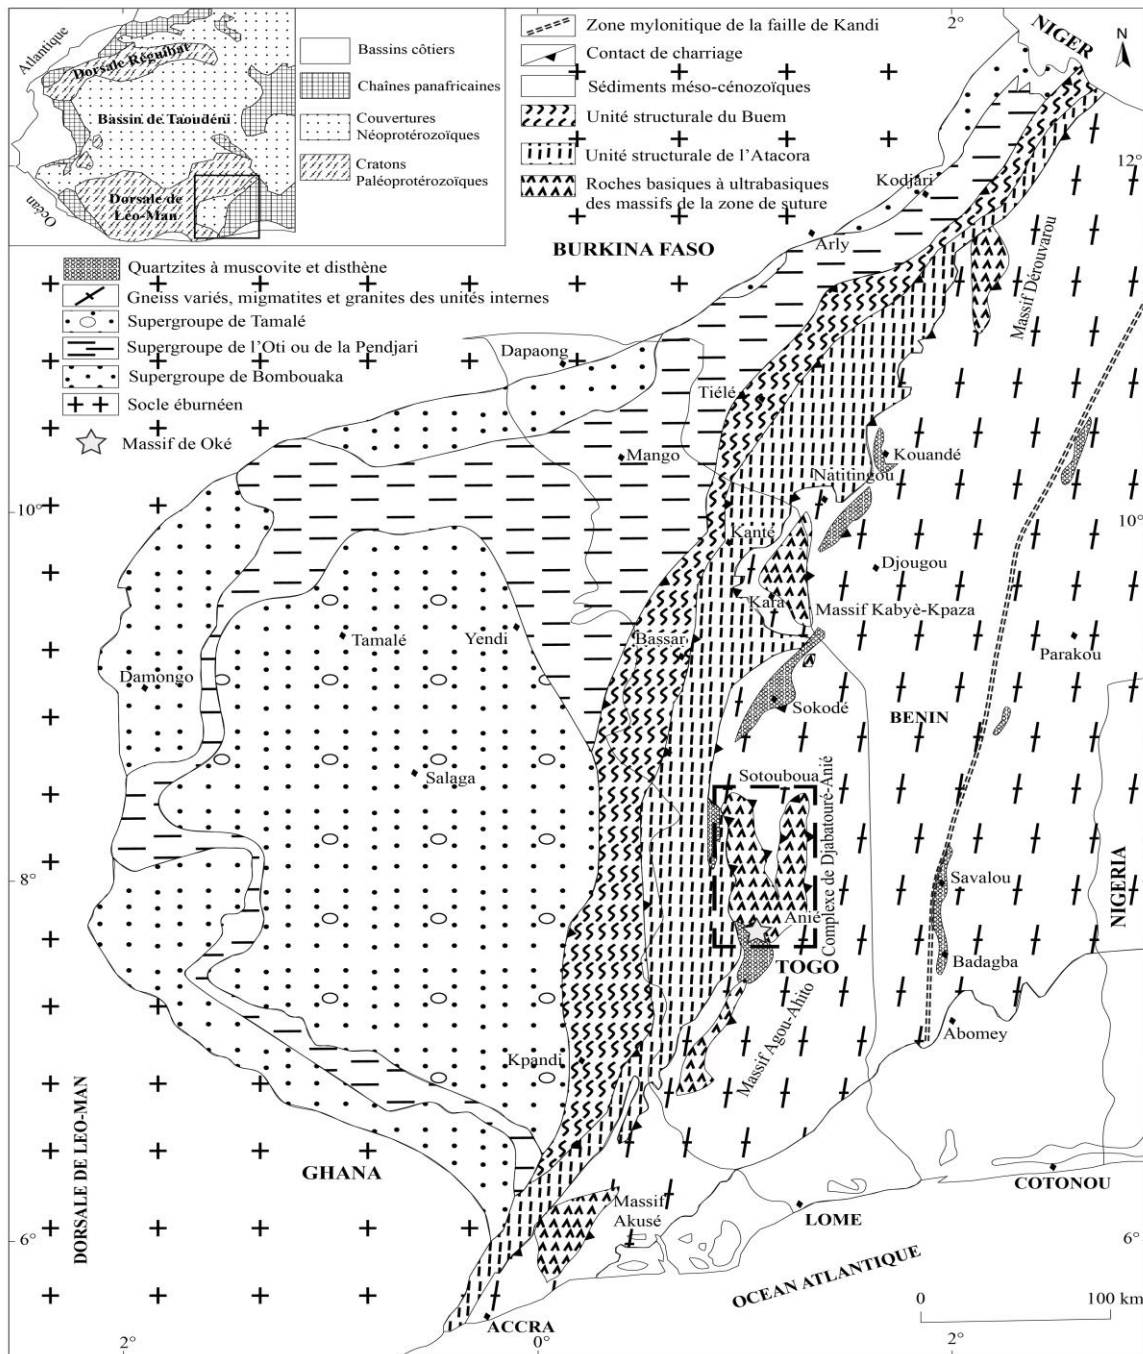 Atlantique
Dorsale Réguibat
Bassin de Taoudéni
Dorsale de
Léo-Man
Océan
Bassins côtiers
Chaînes panafricaines
Couvertures
Néoprotérozoïques
Cratons
Paléoprotérozoïques
Zone mylonitique de la faille de Kandi
Contact de charriage
Sédiments méso-cénozoïques
Unité structurale du Buem
Unité structurale de l'Atacora
Roches basiques à ultrabasiques
des massifs de la zone de suture
2°
NIGER
N
12°
Quartzites à muscovite et disthène
Gneiss variés, migmatites et granites des unités internes
Supergroupe de Tamalé
Supergroupe de l'Oti ou de la Pendjari
Supergroupe de Bombouaka
Socle éburnéen
Massif de Oké
BURKINA FASO
Kodjari
Arly
Massif Dérouvarou
Dapaong
Tiélé
Mango
Kouandé
Natitingou
10°
10°
Kanté
Djougou
Kara
Massif Kabyè-Kpaza
Tamalé
Yendi
Bassar
Parakou
Damongo
Sokodé
BENIN
Salaga
Sotouboua
Complexe de Djabatouré-Anié
NIGERIA
8°
8°
Savalou
Anié
TOGO
Badagba
Abomey
Massif Agou-Ahito
Kpandi
DORSALE DE LEO-MAN
GHANA
COTONOU
Massif
Akusé
LOME
6°
6°
OCEAN ATLANTIQUE
0
100 km
ACCRA
2°
0°
2°